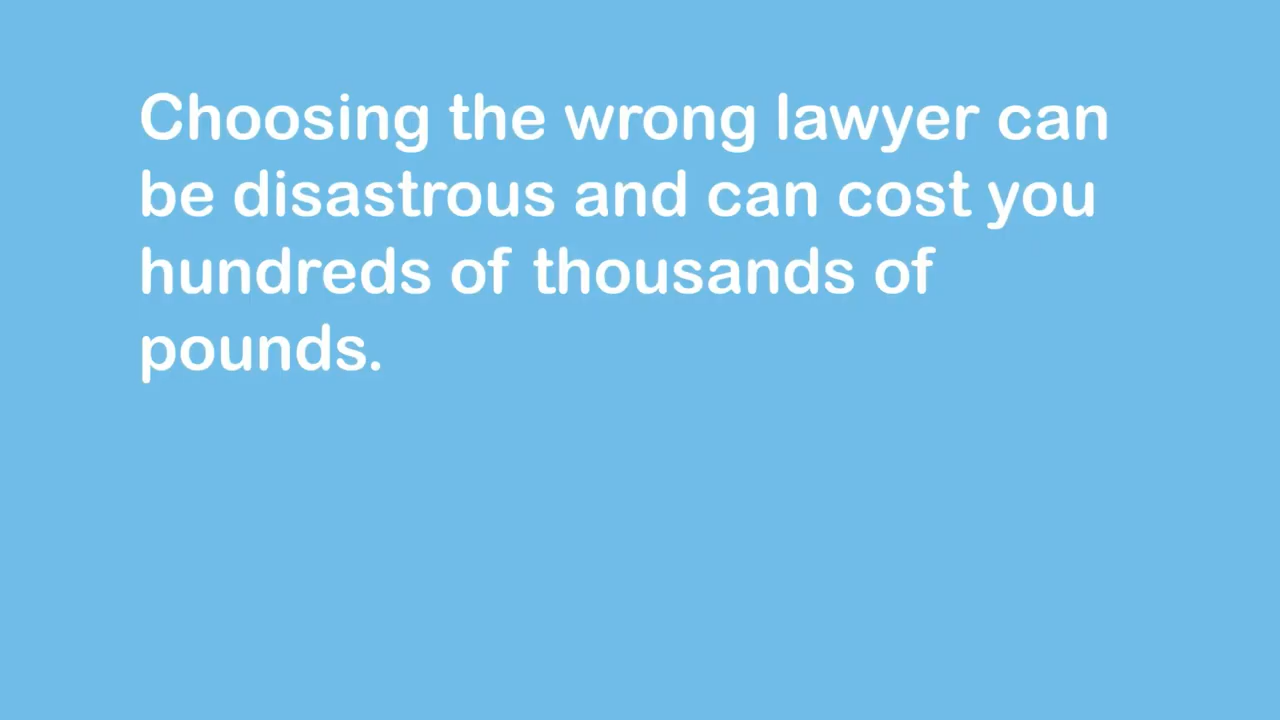 Choosing the wrong lawyer can
be disastrous and can cost you
hundreds of thousands of
pounds.